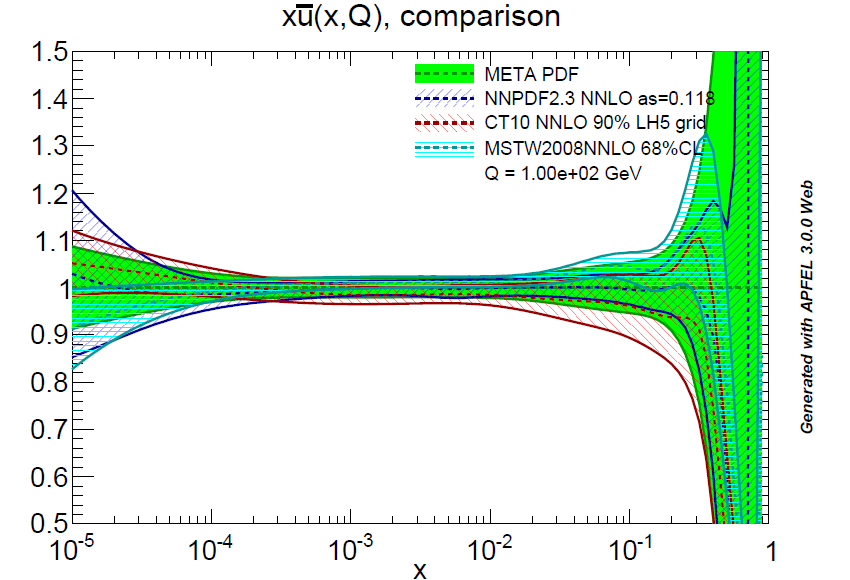 xu̅(x,Q), comparison
META PDF
NNPDF2.3 NNLO as=0.118
CT10 NNLO 90% LH5 grid
MSTW2008NNLO 68%CL
Q = 1.00e+02 GeV
1.5
1.4
1.3
1.2
1.1
1
0.9
0.8
0.7
0.6
0.5
10⁻⁵ 10⁻⁴ 10⁻³ 10⁻² 10⁻¹ 1
x
Generated with APFEL 3.0.0 Web